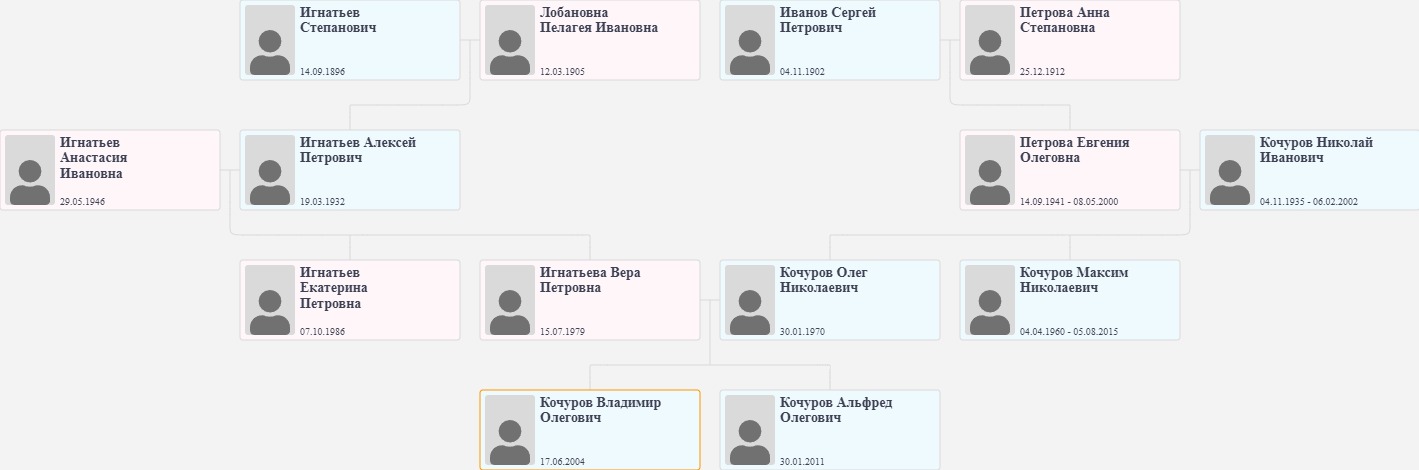 Игнатьев
Степанович
14.09.1896
Лобановна
Пелагея Ивановна
12.03.1905
Иванов Сергей
Петрович
04.11.1902
Петрова Анна
Степановна
25.12.1912
Игнатьев
Анастасия
Ивановна
29.05.1946
Игнатьев Алексей
Петрович
19.03.1932
Петрова Евгения
Олеговна
14.09.1941 - 08.05.2000
Кочуров Николай
Иванович
04.11.1935 - 06.02.2002
Игнатьев
Екатерина
Петровна
07.10.1986
Игнатьева Вера
Петровна
15.07.1979
Кочуров Олег
Николаевич
30.01.1970
Кочуров Максим
Николаевич
04.04.1960 - 05.08.2015
Кочуров Владимир
Олегович
17.06.2004
Кочуров Альфред
Олегович
30.01.2011